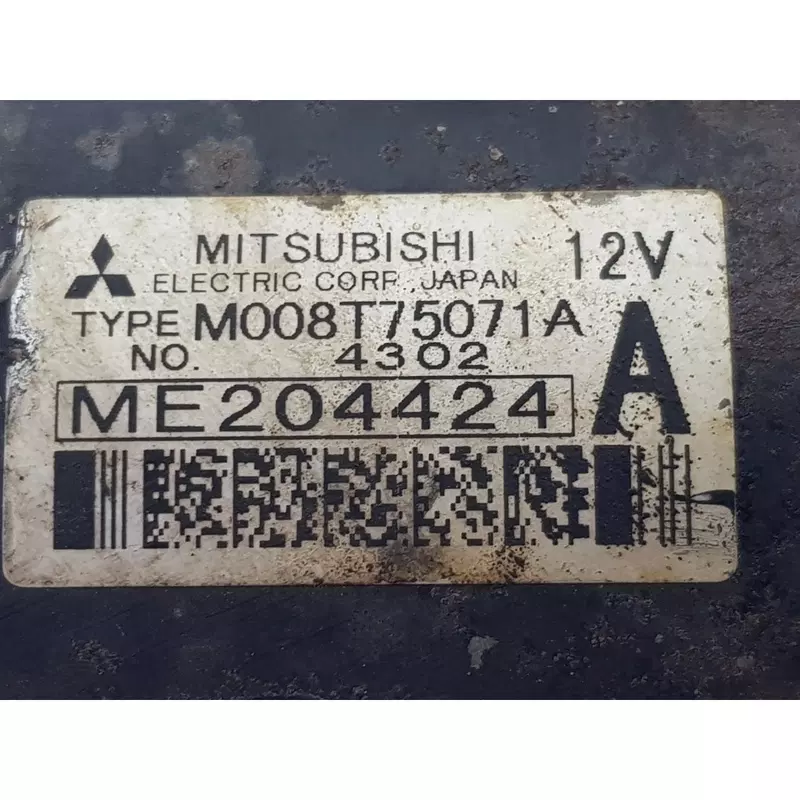 MITSUBISHI 12V
ELECTRIC CORP. JAPAN
TYPE M008T75071A
NO. 4302
ME204424 A